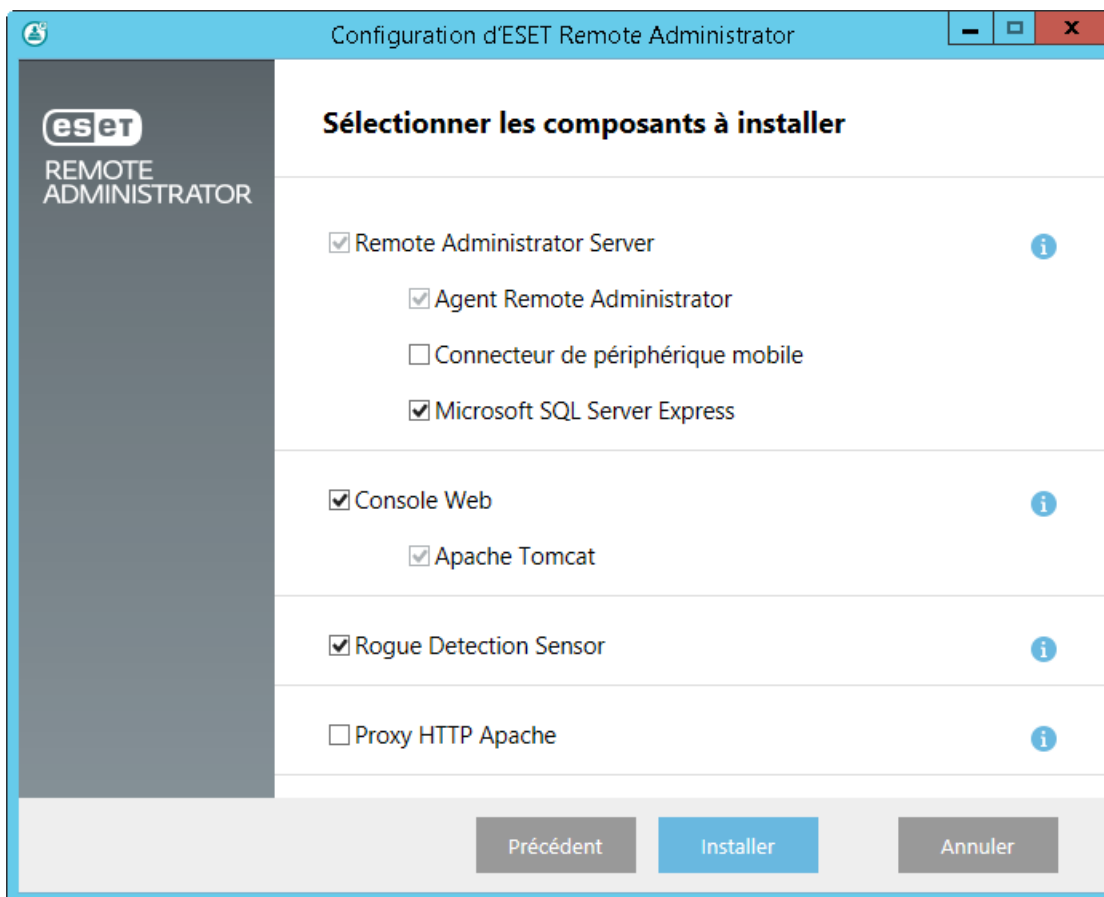 Configuration d’ESET Remote Administrator
eseT
REMOTE
ADMINISTRATOR
Sélectionner les composants à installer
Remote Administrator Server
Agent Remote Administrator
Connecteur de périphérique mobile
Microsoft SQL Server Express
Console Web
Apache Tomcat
Rogue Detection Sensor
Proxy HTTP Apache
Précédent
Installer
Annuler